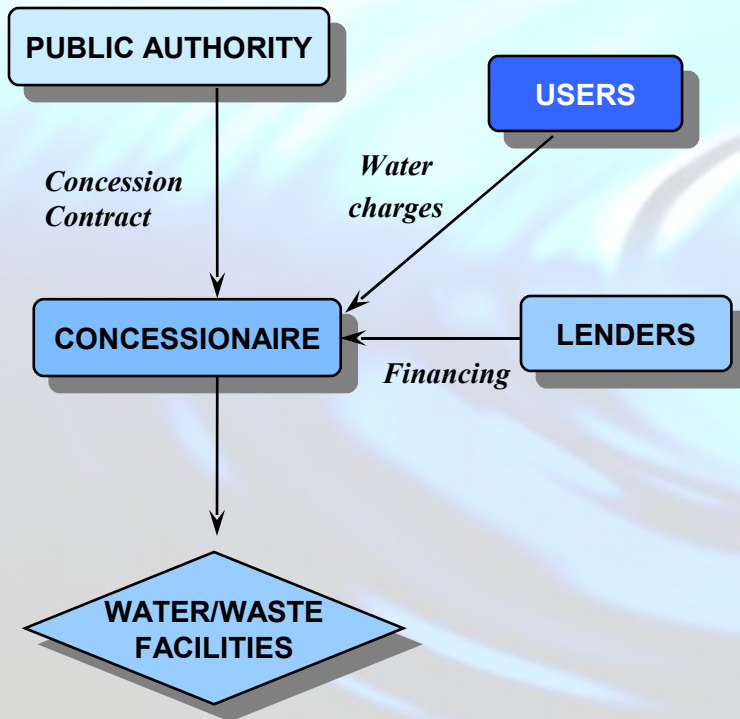 PUBLIC AUTHORITY
USERS
Concession
Contract
Water
charges
CONCESSIONAIRE
LENDERS
Financing
WATER/WASTE
FACILITIES